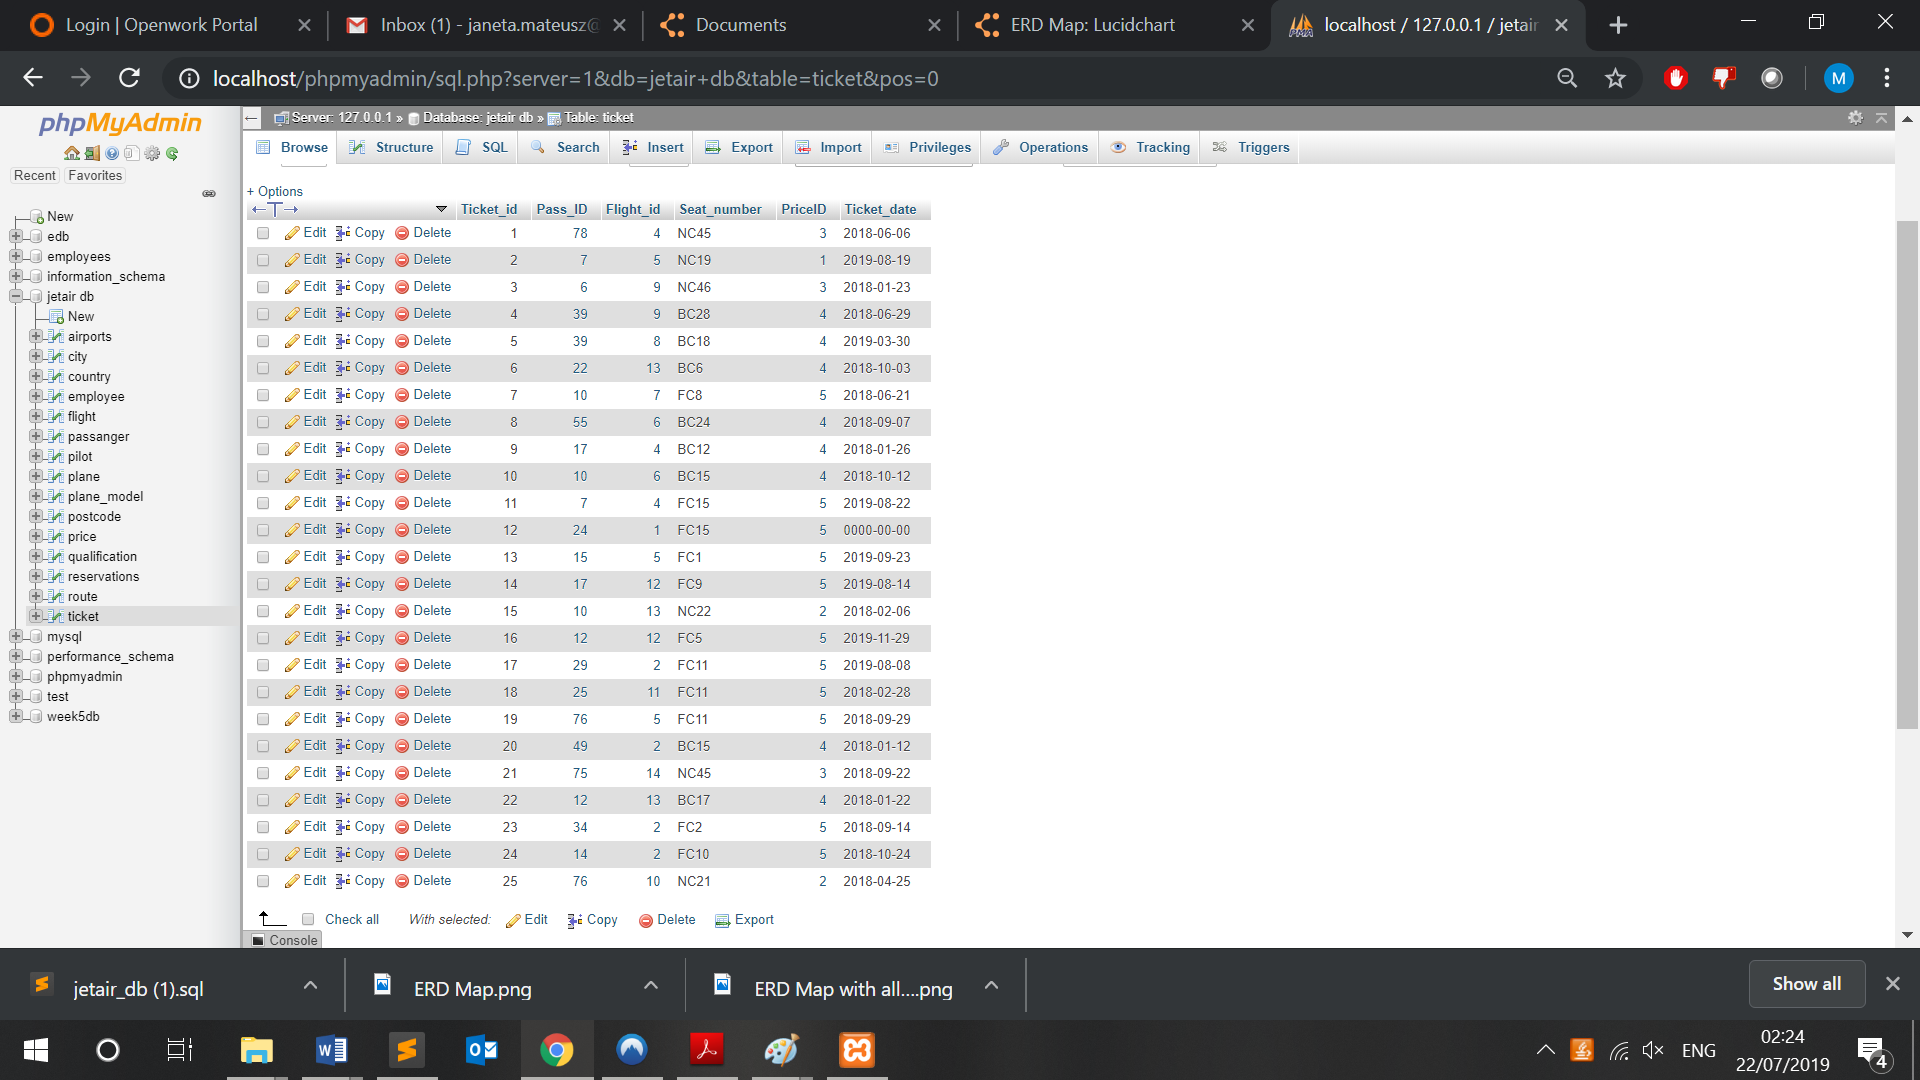 Login | Openwork Portal
Inbox (1) - janeta.mateusz@
Documents
ERD Map: Lucidchart
localhost / 127.0.0.1 / jetair
localhost/phpmyadmin/sql.php?server=1&db=jetair+db&table=ticket&pos=0
M
phpMyAdmin
Recent Favorites
New
edb
employees
information_schema
jetair db
New
airports
city
country
employee
flight
passanger
pilot
plane
plane_model
postcode
price
qualification
reservations
route
ticket
mysql
performance_schema
phpmyadmin
test
week5db
Server: 127.0.0.1 » Database: jetair db » Table: ticket
Browse Structure SQL Search Insert Export Import Privileges Operations Tracking Triggers
+ Options
Ticket_id Pass_ID Flight_id Seat_number PriceID Ticket_date
Edit Copy Delete 1 78 4 NC45 3 2018-06-06
Edit Copy Delete 2 7 5 NC19 1 2019-08-19
Edit Copy Delete 3 6 9 NC46 3 2018-01-23
Edit Copy Delete 4 39 9 BC28 4 2018-06-29
Edit Copy Delete 5 39 8 BC18 4 2019-03-30
Edit Copy Delete 6 22 13 BC6 4 2018-10-03
Edit Copy Delete 7 10 7 FC8 5 2018-06-21
Edit Copy Delete 8 55 6 BC24 4 2018-09-07
Edit Copy Delete 9 17 4 BC12 4 2018-01-26
Edit Copy Delete 10 10 6 BC15 4 2018-10-12
Edit Copy Delete 11 7 4 FC15 5 2019-08-22
Edit Copy Delete 12 24 1 FC15 5 0000-00-00
Edit Copy Delete 13 15 5 FC1 5 2019-09-23
Edit Copy Delete 14 17 12 FC9 5 2019-08-14
Edit Copy Delete 15 10 13 NC22 2 2018-02-06
Edit Copy Delete 16 12 12 FC5 5 2019-11-29
Edit Copy Delete 17 29 2 FC11 5 2019-08-08
Edit Copy Delete 18 25 11 FC11 5 2018-02-28
Edit Copy Delete 19 76 5 FC11 5 2018-09-29
Edit Copy Delete 20 49 2 BC15 4 2018-01-12
Edit Copy Delete 21 75 14 NC45 3 2018-09-22
Edit Copy Delete 22 12 13 BC17 4 2018-01-22
Edit Copy Delete 23 34 2 FC2 5 2018-09-14
Edit Copy Delete 24 14 2 FC10 5 2018-10-24
Edit Copy Delete 25 76 10 NC21 2 2018-04-25
Check all With selected: Edit Copy Delete Export
Console
jetair_db (1).sql
ERD Map.png
ERD Map with all....png
Show all
ENG
02:24
22/07/2019
4